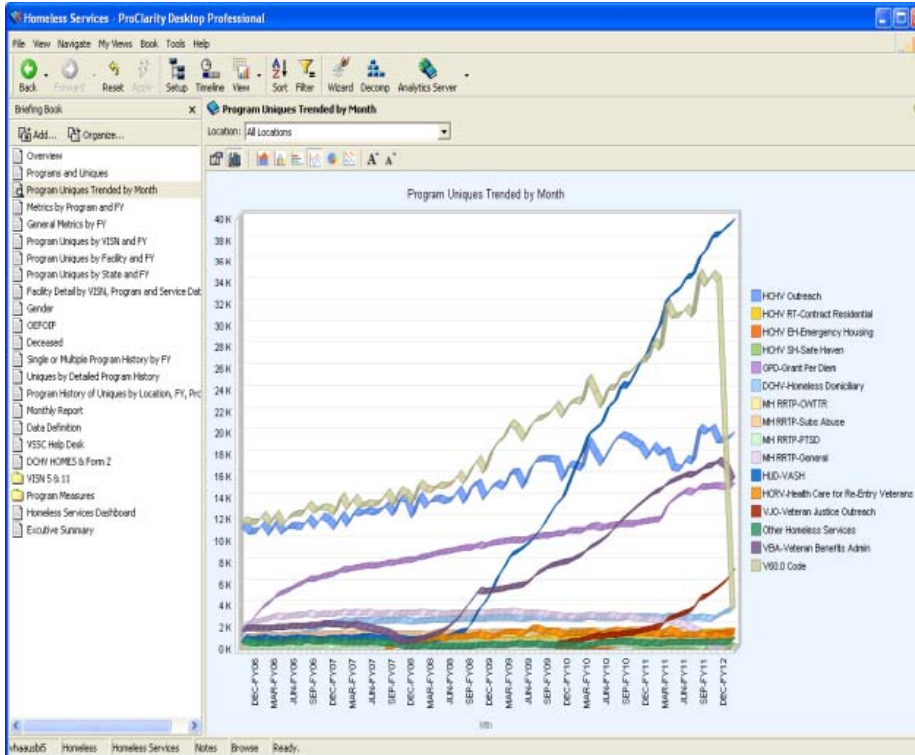 Homeless Services - ProClarity Desktop Professional
File View Navigate My Views Book Tools Help
Back Forward Reset Apply Setup Timeline View Sort Filter Wizard Decomp Analytics Server
Briefing Book x
Program Uniques Trended by Month
Add... Organize...
Location: All Locations
Overview
Programs and Uniques
Program Uniques Trended by Month
Metrics by Program and FY
General Metrics by FY
Program Uniques by VISN and FY
Program Uniques by Facility and FY
Program Uniques by State and FY
Facility Detail by VISN, Program and Service Dat
Gender
OEFOIF
Deceased
Single or Multiple Program History by FY
Uniques by Detailed Program History
Program History of Uniques by Location, FY, Pro
Monthly Report
Data Definition
VSSC Help Desk
DCHV HOMES & Form Z
VISN 5 & 11
Program Measures
Homeless Services Dashboard
Excutive Summary
A A
Program Uniques Trended by Month
40 K
38 K
36 K
34 K
32 K
30 K
28 K
26 K
24 K
22 K
20 K
18 K
16 K
14 K
12 K
10 K
8 K
6 K
4 K
2 K
0 K
DEC-FY06
MAR-FY06
JUN-FY06
SEP-FY06
DEC-FY07
MAR-FY07
JUN-FY07
SEP-FY07
DEC-FY08
MAR-FY08
JUN-FY08
SEP-FY08
DEC-FY09
MAR-FY09
JUN-FY09
SEP-FY09
DEC-FY10
MAR-FY10
JUN-FY10
SEP-FY10
DEC-FY11
MAR-FY11
JUN-FY11
SEP-FY11
DEC-FY12
Mth
HCHV Outreach
HCHV RT-Contract Residential
HCHV EH-Emergency Housing
HCHV SH-Safe Haven
GPD-Grant Per Diem
DCHV-Homeless Domiciliary
MH RRTP-CWTTR
MH RRTP-Subs Abuse
MH RRTP-PTSD
MH RRTP-General
HUD-VASH
HCRV-Health Care for Re-Entry Veterans
VJO-Veteran Justice Outreach
Other Homeless Services
VBA-Veteran Benefits Admin
V60.0 Code
vhaausbi5 Homeless Homeless Services Notes Browse Ready.